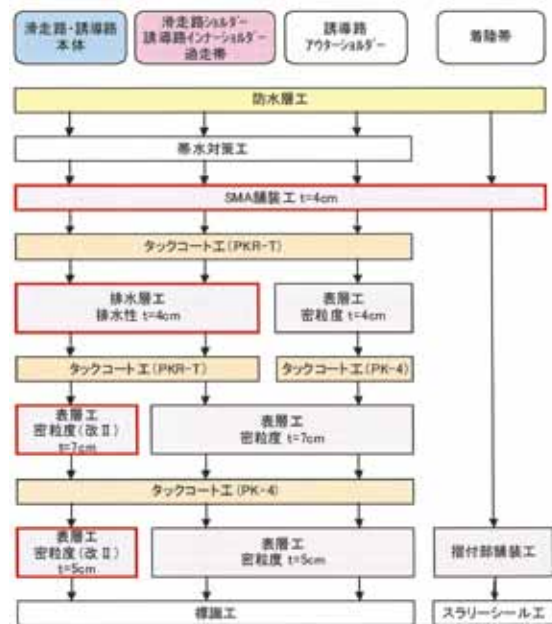 滑走路・誘導路
本体
滑走路ショルダー
誘導路インナーショルダー
過走帯
誘導路
アウターショルダー
着陸帯
防水層工
帯水対策工
SMA舗装工 t=4cm
タックコート工(PKR-T)
排水層工
排水性 t=4cm
表層工
密粒度 t=4cm
タックコート工(PKR-T)
タックコート工(PK-4)
表層工
密粒度(改Ⅱ)
t=7cm
表層工
密粒度 t=7cm
タックコート工(PK-4)
表層工
密粒度(改Ⅱ)
t=5cm
表層工
密粒度 t=5cm
摺付部舗装工
標識工
スラリーシール工